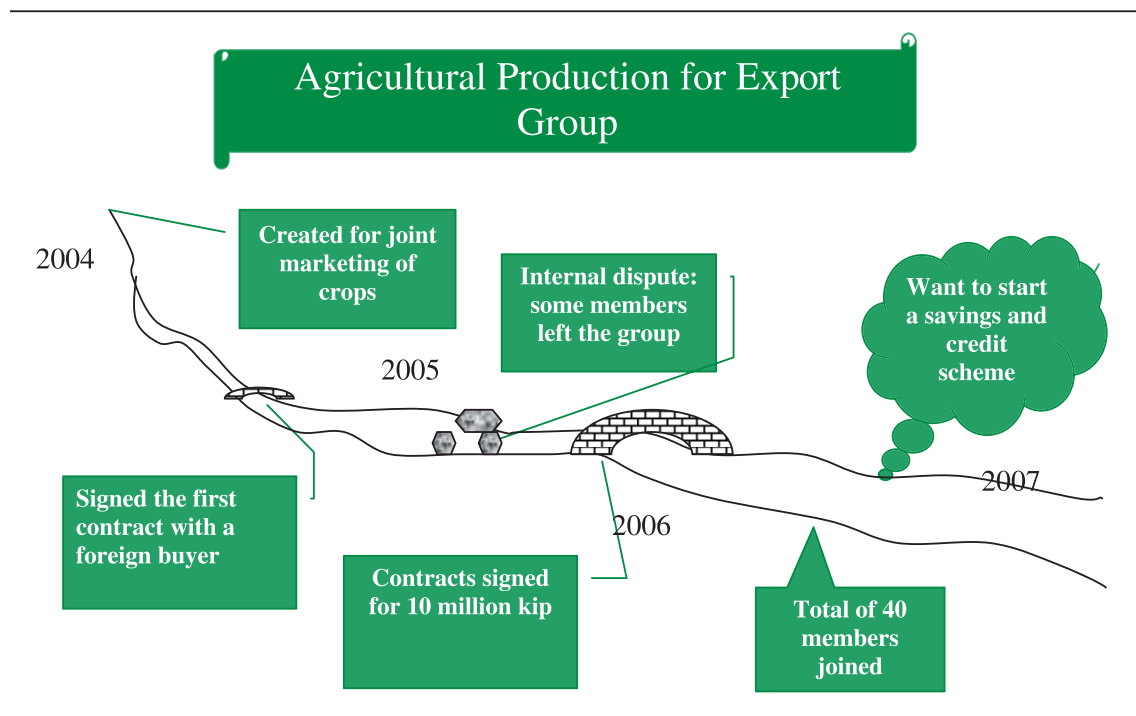 Agricultural Production for Export
Group
2004
Created for joint
marketing of
crops
Internal dispute:
some members
left the group
Want to start
a savings and
credit
scheme
2005
Signed the first
contract with a
foreign buyer
2007
2006
Contracts signed
for 10 million kip
Total of 40
members
joined